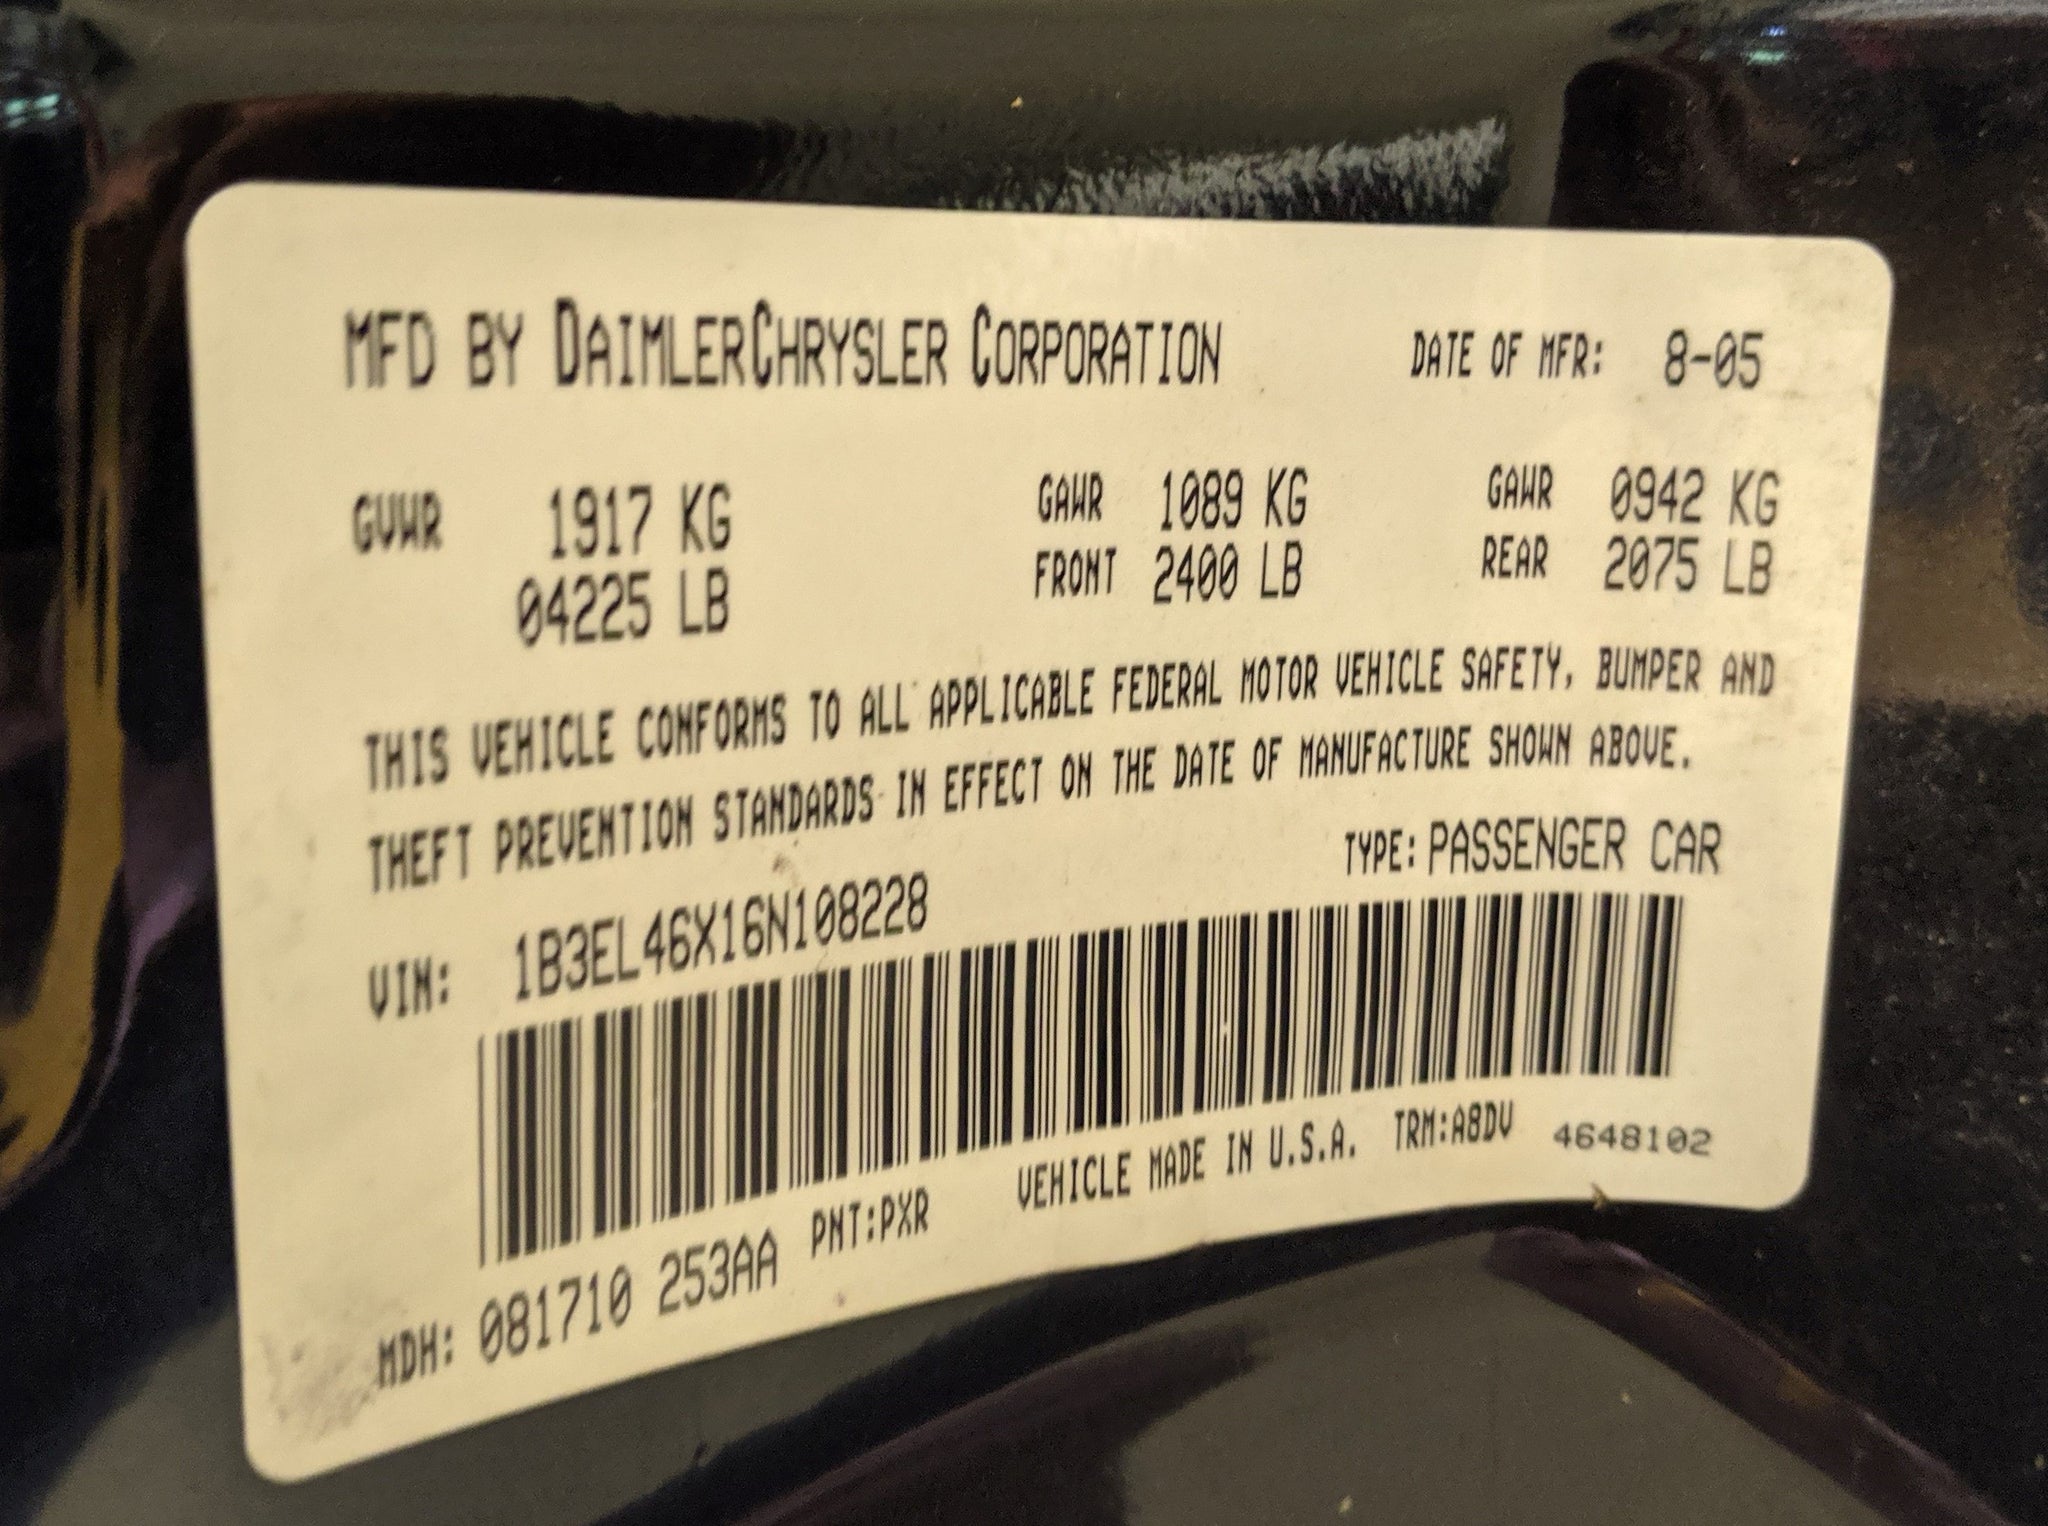 MFD BY DAIMLERCHRYSLER CORPORATION DATE OF MFR: 8-05
GVWR 1917 KG GAWR 1089 KG GAWR 0942 KG
04225 LB FRONT 2400 LB REAR 2075 LB
THIS VEHICLE CONFORMS TO ALL APPLICABLE FEDERAL MOTOR VEHICLE SAFETY, BUMPER AND
THEFT PREVENTION STANDARDS IN EFFECT ON THE DATE OF MANUFACTURE SHOWN ABOVE.
VIN: 1B3EL46X16N108228 TYPE: PASSENGER CAR
MDH: 081710 253AA PNT:PXR VEHICLE MADE IN U.S.A. TRM:A8DV 4648102